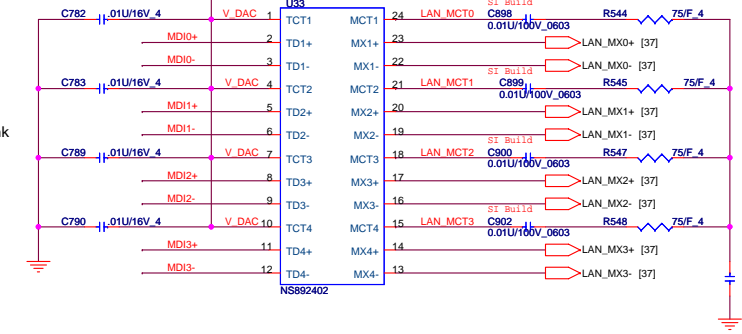 U33
SI Build
C782 .01U/16V_4 V_DAC 1 TCT1 MCT1 24 LAN_MCT0 C898 0.01U/100V_0603 R544 75/F_4
MDI0+ 2 TD1+ MX1+ 23 LAN_MX0+ [37]
MDI0- 3 TD1- MX1- 22 LAN_MX0- [37]
SI Build
C783 .01U/16V_4 V_DAC 4 TCT2 MCT2 21 LAN_MCT1 C899 0.01U/100V_0603 R545 75/F_4
MDI1+ 5 TD2+ MX2+ 20 LAN_MX1+ [37]
MDI1- 6 TD2- MX2- 19 LAN_MX1- [37]
SI Build
C789 .01U/16V_4 V_DAC 7 TCT3 MCT3 18 LAN_MCT2 C900 0.01U/100V_0603 R547 75/F_4
MDI2+ 8 TD3+ MX3+ 17 LAN_MX2+ [37]
MDI2- 9 TD3- MX3- 16 LAN_MX2- [37]
SI Build
C790 .01U/16V_4 V_DAC 10 TCT4 MCT4 15 LAN_MCT3 C902 0.01U/100V_0603 R548 75/F_4
MDI3+ 11 TD4+ MX4+ 14 LAN_MX3+ [37]
MDI3- 12 TD4- MX4- 13 LAN_MX3- [37]
NS892402